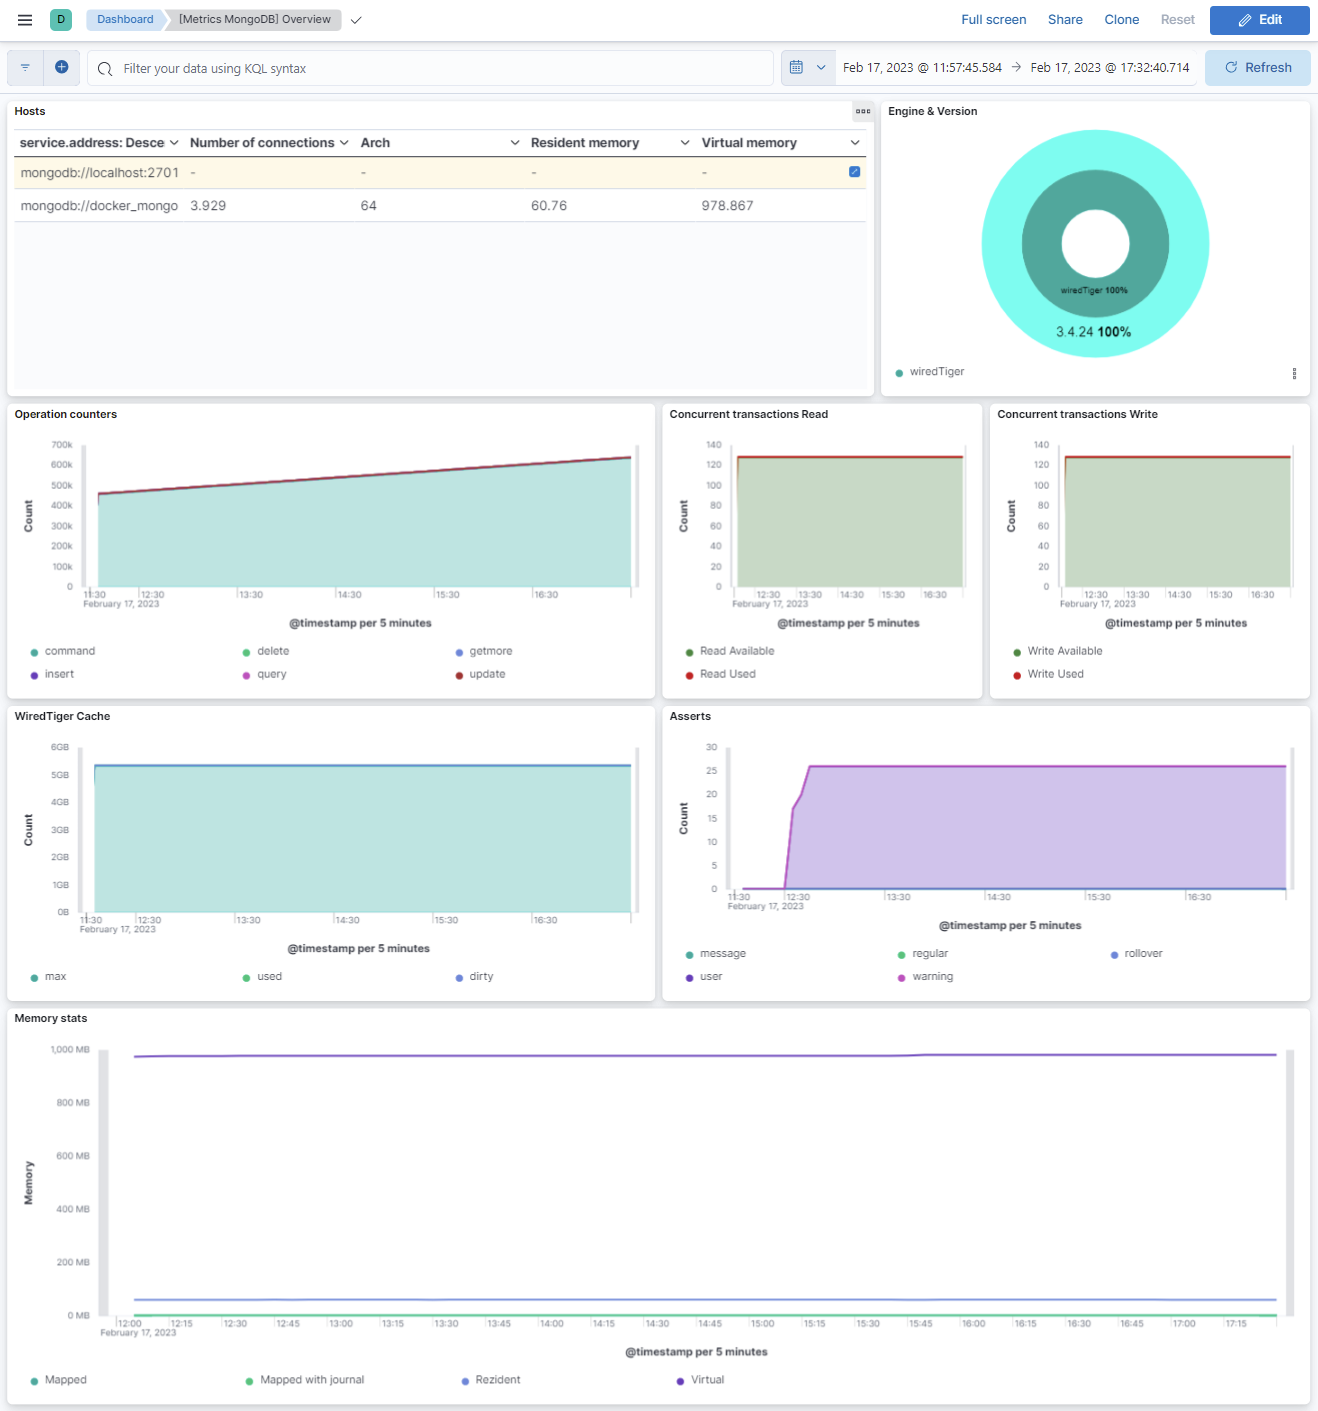 D Dashboard [Metrics MongoDB] Overview Full screen Share Clone Reset Edit
Filter your data using KQL syntax Feb 17, 2023 @ 11:57:45.584 → Feb 17, 2023 @ 17:32:40.714 Refresh
Hosts
service.address: Desce Number of connections Arch Resident memory Virtual memory
mongodb://localhost:2701 - - - -
mongodb://docker_mongo 3.929 64 60.76 978.867
Engine & Version
wiredTiger 100%
3.4.24 100%
wiredTiger
Operation counters
Count
700k
600k
500k
400k
300k
200k
100k
0
11:30 12:30 13:30 14:30 15:30 16:30
February 17, 2023
@timestamp per 5 minutes
command delete getmore
insert query update
Concurrent transactions Read
Count
140
120
100
80
60
40
20
0
12:30 13:30 14:30 15:30 16:30
February 17, 2023
@timestamp per 5 minutes
Read Available
Read Used
Concurrent transactions Write
Count
140
120
100
80
60
40
20
0
12:30 13:30 14:30 15:30 16:30
February 17, 2023
@timestamp per 5 minutes
Write Available
Write Used
WiredTiger Cache
Count
6GB
5GB
4GB
3GB
2GB
1GB
0B
11:30 12:30 13:30 14:30 15:30 16:30
February 17, 2023
@timestamp per 5 minutes
max used dirty
Asserts
Count
30
25
20
15
10
5
0
11:30 12:30 13:30 14:30 15:30 16:30
February 17, 2023
@timestamp per 5 minutes
message regular rollover
user warning
Memory stats
Memory
1,000 MB
800 MB
600 MB
400 MB
200 MB
0 MB
12:00 12:15 12:30 12:45 13:00 13:15 13:30 13:45 14:00 14:15 14:30 14:45 15:00 15:15 15:30 15:45 16:00 16:15 16:30 16:45 17:00 17:15
February 17, 2023
@timestamp per 5 minutes
Mapped Mapped with journal Rezident Virtual